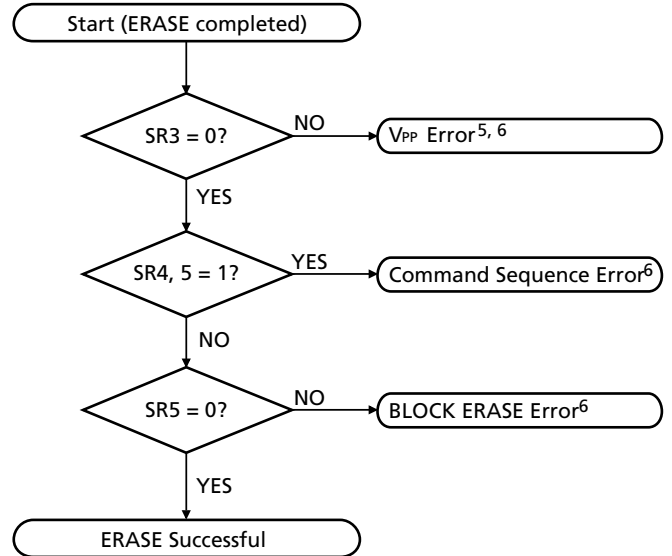 Start (ERASE completed)
SR3 = 0?
NO
VPP Error5, 6
YES
SR4, 5 = 1?
YES
Command Sequence Error6
NO
SR5 = 0?
NO
BLOCK ERASE Error6
YES
ERASE Successful